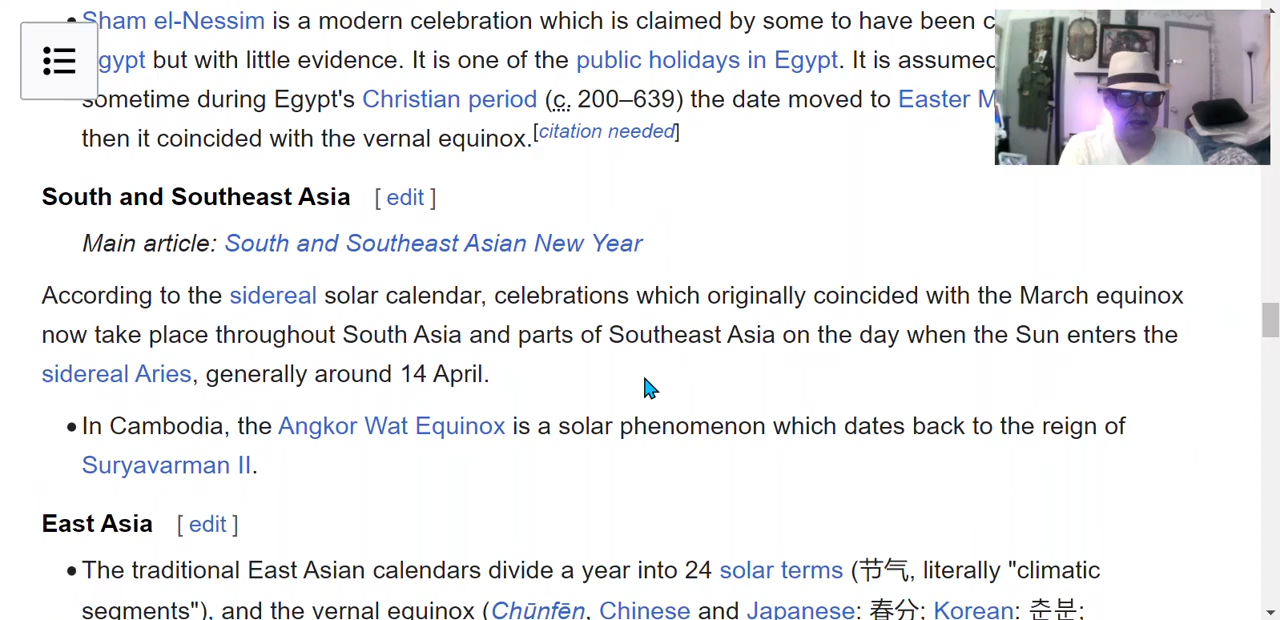 Sham el-Nessim is a modern celebration which is claimed by some to have been c
gypt but with little evidence. It is one of the public holidays in Egypt. It is assumed
sometime during Egypt's Christian period (c. 200–639) the date moved to Easter M
then it coincided with the vernal equinox.[citation needed]
South and Southeast Asia [ edit ]
Main article: South and Southeast Asian New Year
According to the sidereal solar calendar, celebrations which originally coincided with the March equinox
now take place throughout South Asia and parts of Southeast Asia on the day when the Sun enters the
sidereal Aries, generally around 14 April.
• In Cambodia, the Angkor Wat Equinox is a solar phenomenon which dates back to the reign of
Suryavarman II.
East Asia [ edit ]
• The traditional East Asian calendars divide a year into 24 solar terms (节气, literally "climatic
segments"), and the vernal equinox (Chūnfēn, Chinese and Japanese: 春分; Korean: 춘분;